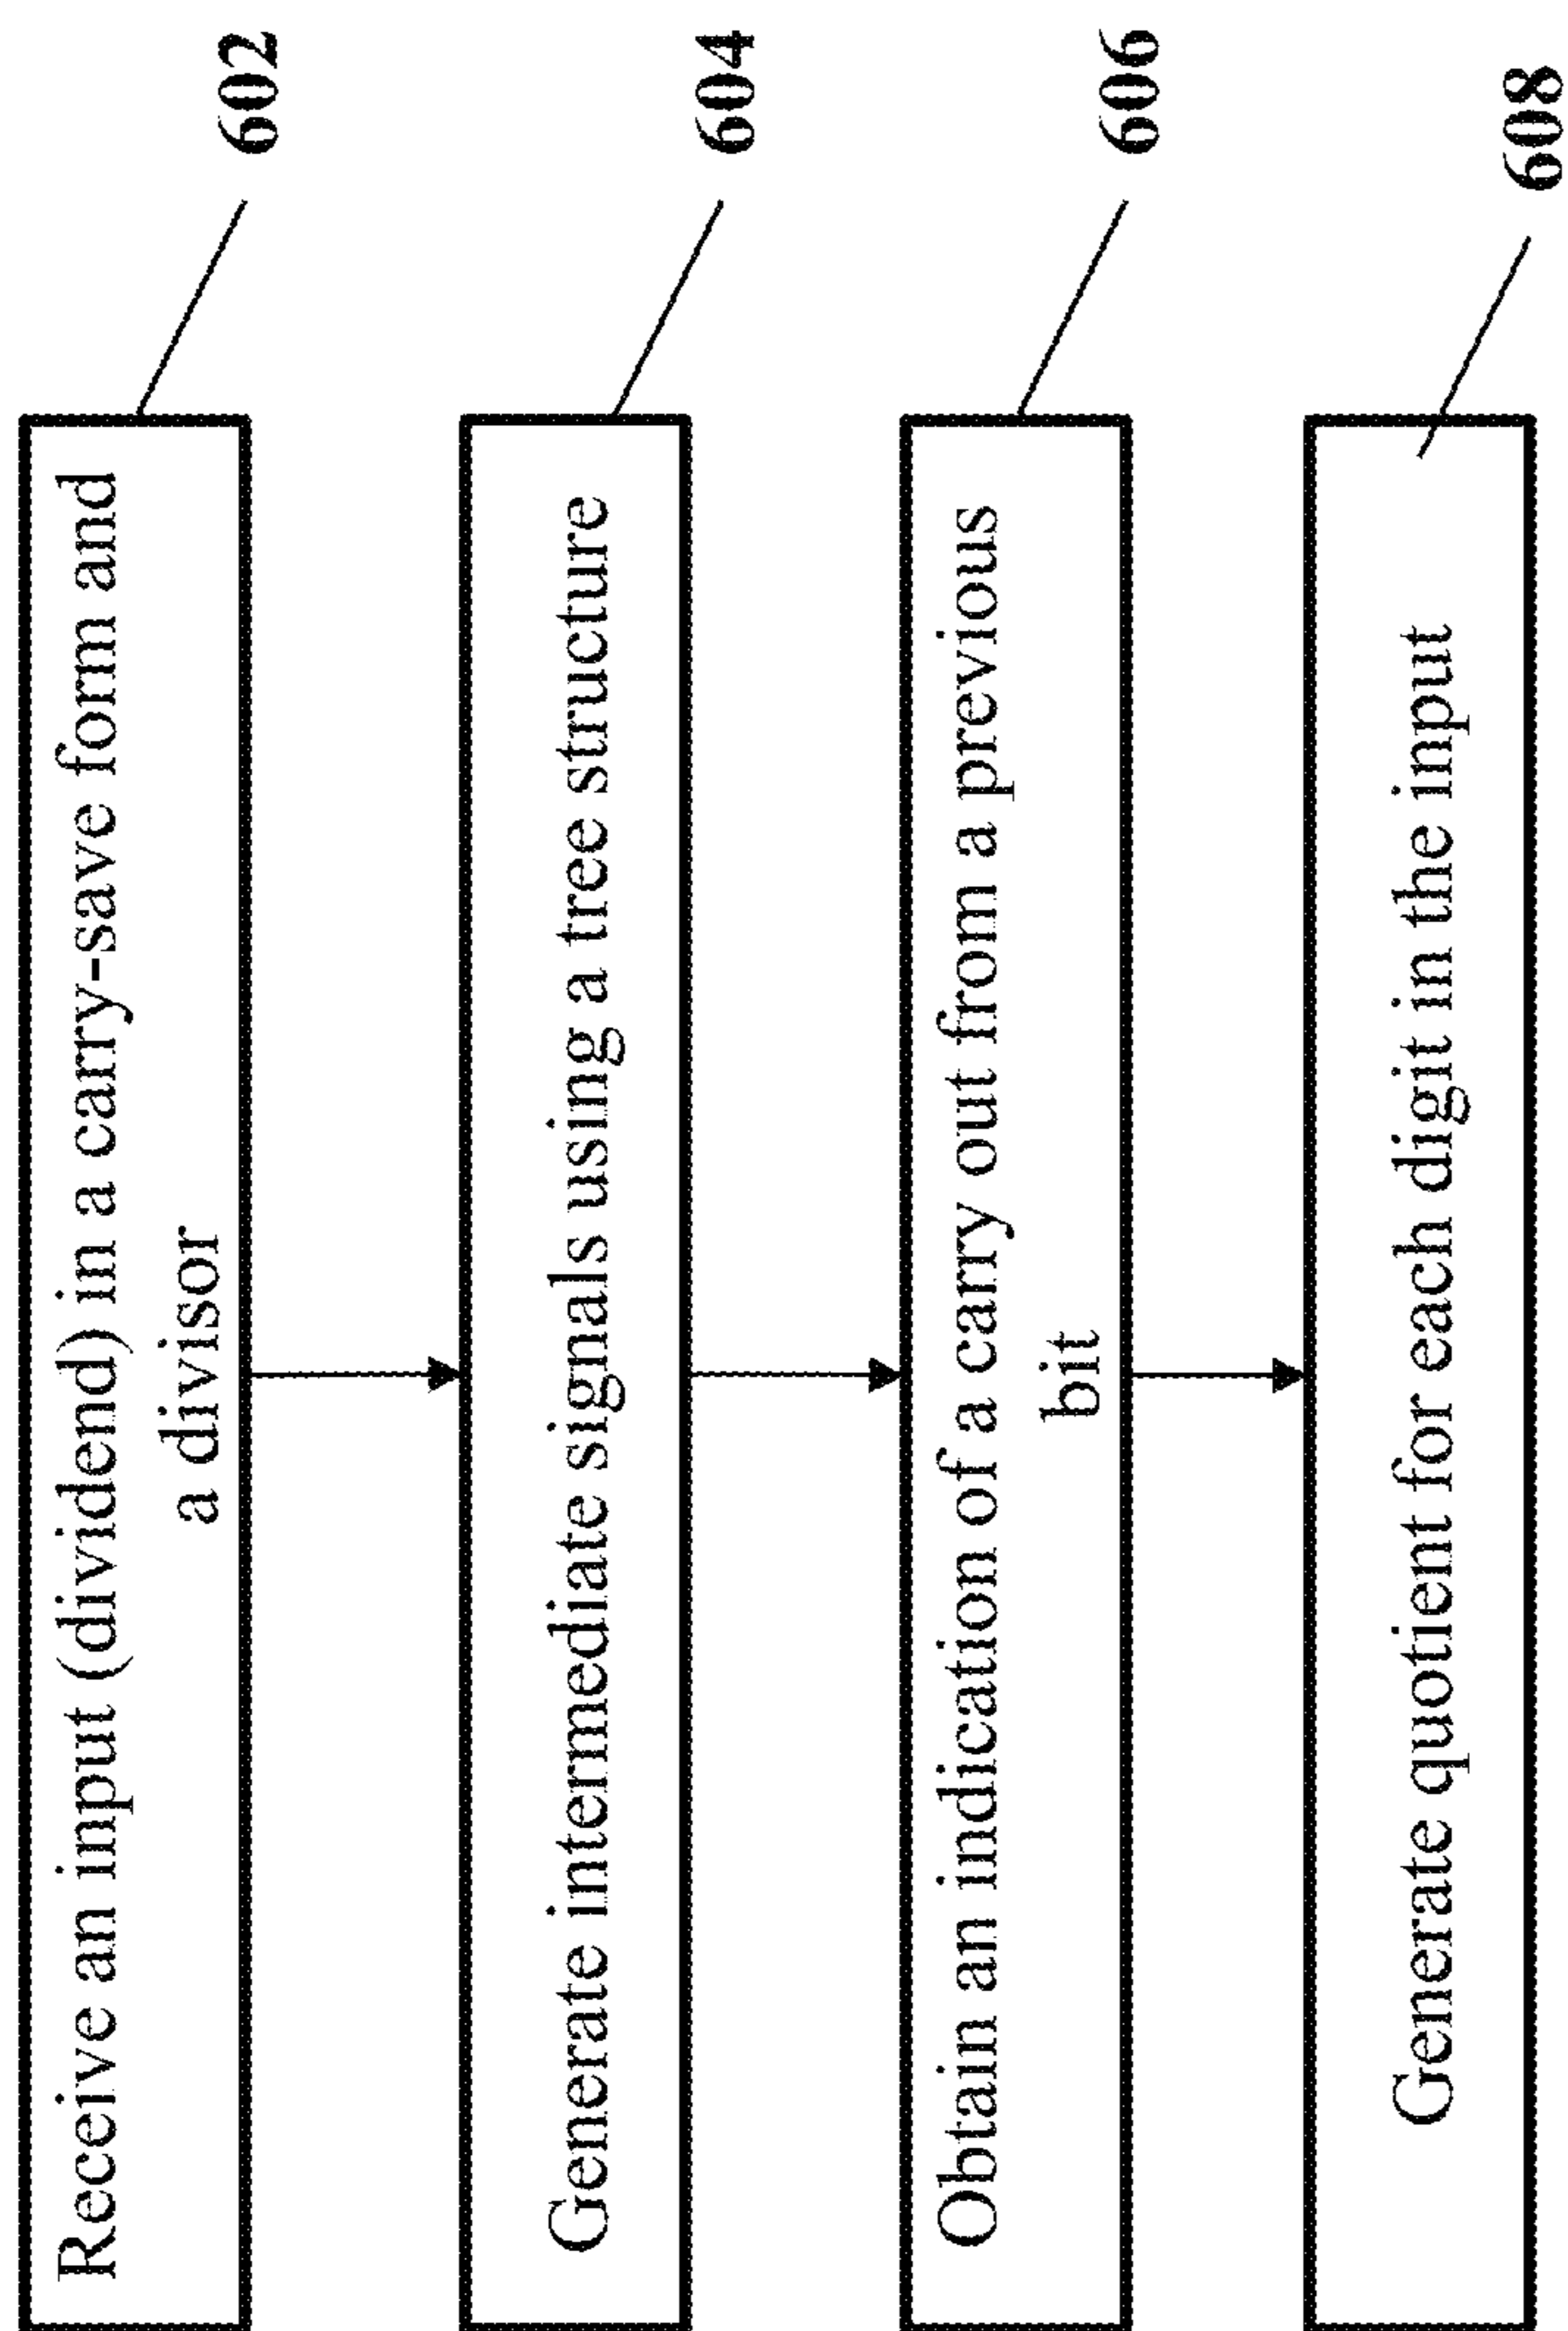 Receive an input (dividend) in a carry-save form and
a divisor
602
Generate intermediate signals using a tree structure
604
Obtain an indication of a carry out from a previous
bit
606
Generate quotient for each digit in the input
608